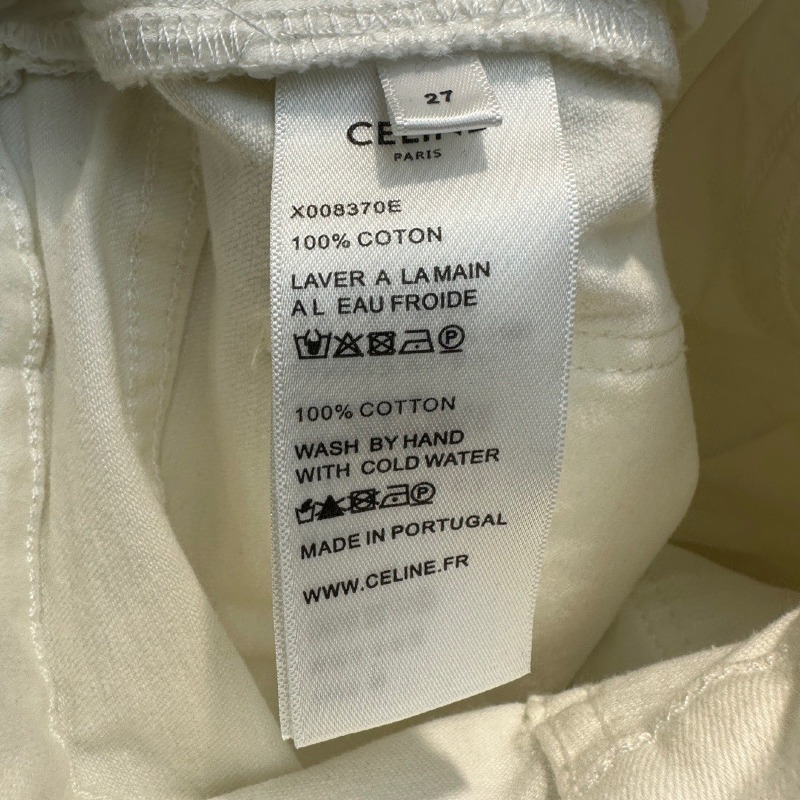 27
CELINE
PARIS
X008370E
100% COTON
LAVER A LA MAIN
A L EAU FROIDE
P
100% COTTON
WASH BY HAND
WITH COLD WATER
P
MADE IN PORTUGAL
WWW.CELINE.FR